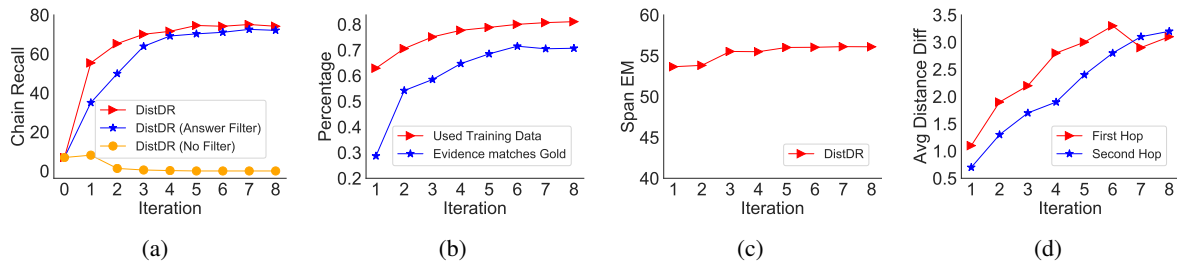 80
60
40
20
0
Chain Recall
DistDR
DistDR (Answer Filter)
DistDR (No Filter)
0 1 2 3 4 5 6 7 8
Iteration
(a)
0.8
0.7
0.6
0.5
0.4
0.3
0.2
Percentage
Used Training Data
Evidence matches Gold
1 2 3 4 5 6 7 8
Iteration
(b)
60
55
50
45
40
Span EM
DistDR
1 2 3 4 5 6 7 8
Iteration
(c)
3.5
3.0
2.5
2.0
1.5
1.0
0.5
Avg Distance Diff
First Hop
Second Hop
1 2 3 4 5 6 7 8
Iteration
(d)